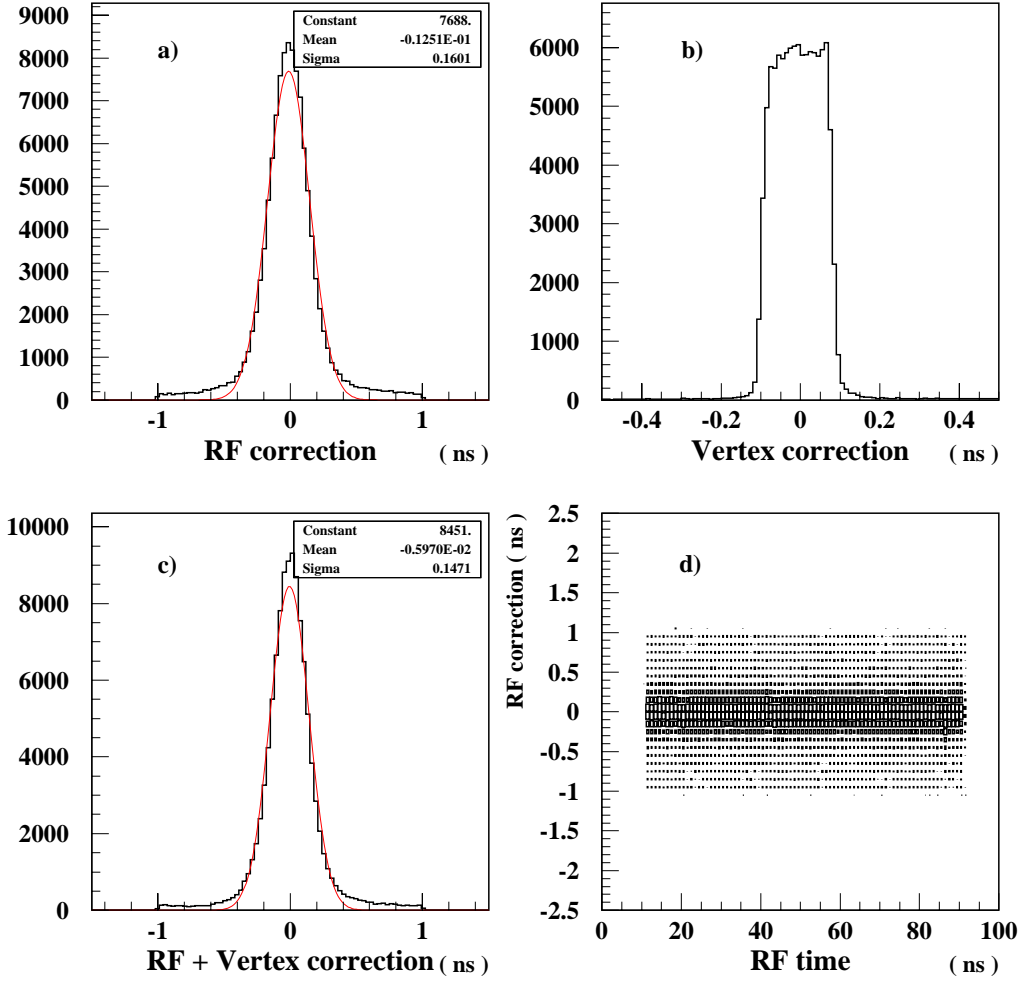 a)
Constant 7688.
Mean -0.1251E-01
Sigma 0.1601
9000
8000
7000
6000
5000
4000
3000
2000
1000
0
-1 0 1
RF correction ( ns )
b)
6000
5000
4000
3000
2000
1000
0
-0.4 -0.2 0 0.2 0.4
Vertex correction ( ns )
c)
Constant 8451.
Mean -0.5970E-02
Sigma 0.1471
10000
8000
6000
4000
2000
0
-1 0 1
RF + Vertex correction ( ns )
d)
RF correction ( ns )
2.5
2
1.5
1
0.5
0
-0.5
-1
-1.5
-2
-2.5
0 20 40 60 80 100
RF time ( ns )